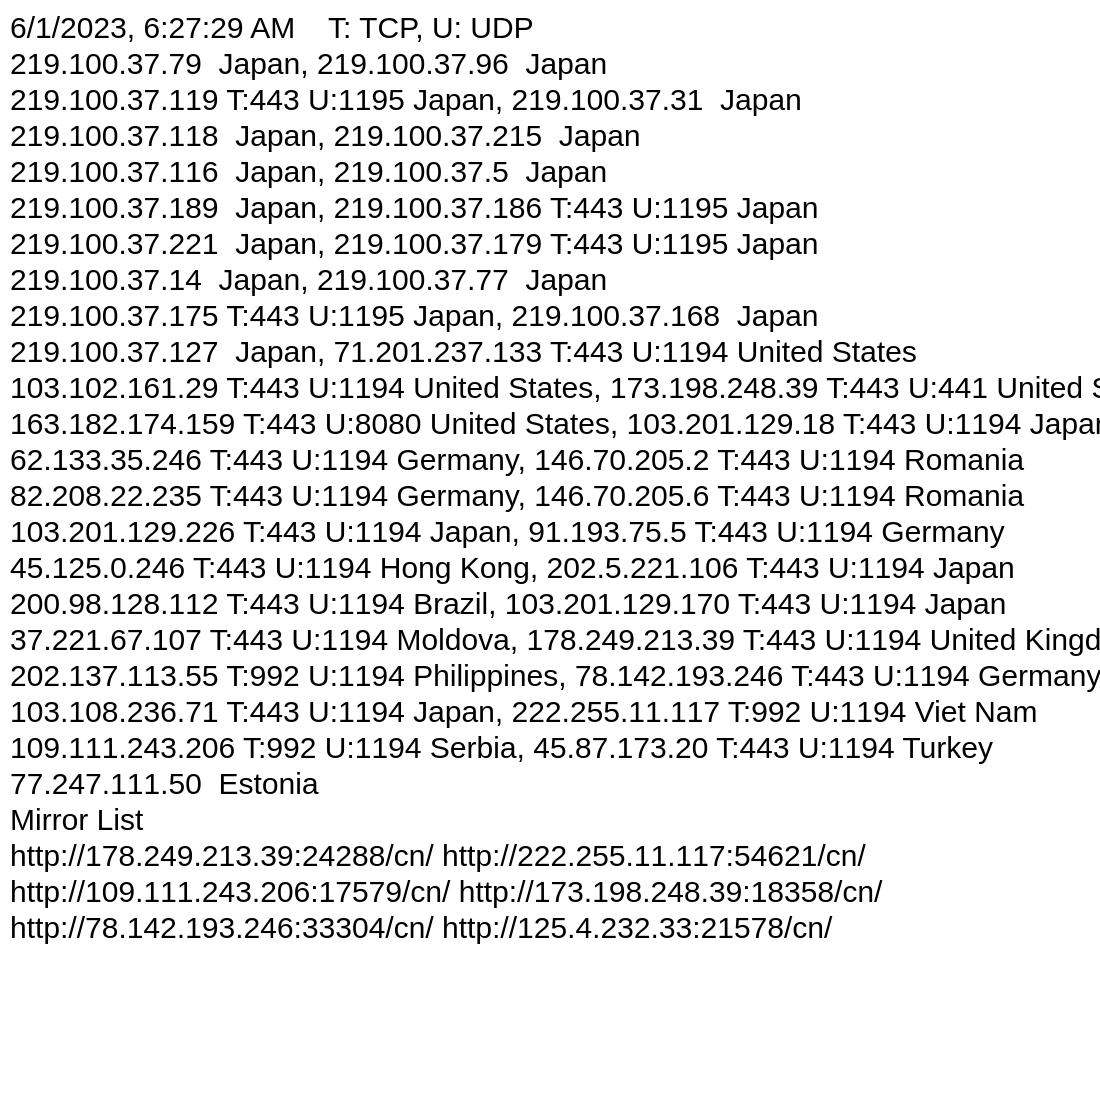 6/1/2023, 6:27:29 AM    T: TCP, U: UDP
219.100.37.79  Japan, 219.100.37.96  Japan
219.100.37.119 T:443 U:1195 Japan, 219.100.37.31  Japan
219.100.37.118  Japan, 219.100.37.215  Japan
219.100.37.116  Japan, 219.100.37.5  Japan
219.100.37.189  Japan, 219.100.37.186 T:443 U:1195 Japan
219.100.37.221  Japan, 219.100.37.179 T:443 U:1195 Japan
219.100.37.14  Japan, 219.100.37.77  Japan
219.100.37.175 T:443 U:1195 Japan, 219.100.37.168  Japan
219.100.37.127  Japan, 71.201.237.133 T:443 U:1194 United States
103.102.161.29 T:443 U:1194 United States, 173.198.248.39 T:443 U:441 United
163.182.174.159 T:443 U:8080 United States, 103.201.129.18 T:443 U:1194 Japan
62.133.35.246 T:443 U:1194 Germany, 146.70.205.2 T:443 U:1194 Romania
82.208.22.235 T:443 U:1194 Germany, 146.70.205.6 T:443 U:1194 Romania
103.201.129.226 T:443 U:1194 Japan, 91.193.75.5 T:443 U:1194 Germany
45.125.0.246 T:443 U:1194 Hong Kong, 202.5.221.106 T:443 U:1194 Japan
200.98.128.112 T:443 U:1194 Brazil, 103.201.129.170 T:443 U:1194 Japan
37.221.67.107 T:443 U:1194 Moldova, 178.249.213.39 T:443 U:1194 United Kingd
202.137.113.55 T:992 U:1194 Philippines, 78.142.193.246 T:443 U:1194 Germany
103.108.236.71 T:443 U:1194 Japan, 222.255.11.117 T:992 U:1194 Viet Nam
109.111.243.206 T:992 U:1194 Serbia, 45.87.173.20 T:443 U:1194 Turkey
77.247.111.50  Estonia
Mirror List
http://178.249.213.39:24288/cn/ http://222.255.11.117:54621/cn/
http://109.111.243.206:17579/cn/ http://173.198.248.39:18358/cn/
http://78.142.193.246:33304/cn/ http://125.4.232.33:21578/cn/